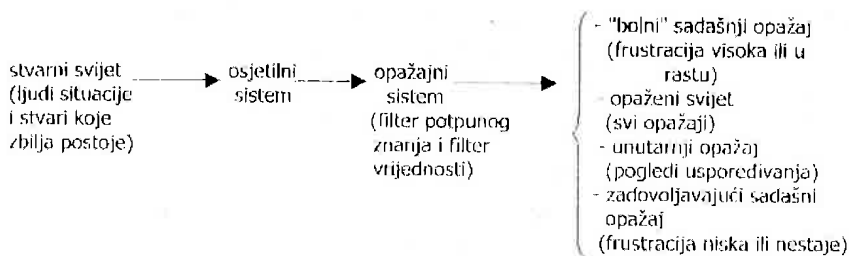 stvarni svijet
(ljudi situacije
i stvari koje
zbilja postoje)
osjetilni
sistem
opažajni
sistem
(filter potpunog
znanja i filter
vrijednosti)
- "bolni" sadašnji opažaj
(frustracija visoka ili u
rastu)
- opaženi svijet
(svi opažaji)
- unutarnji opažaj
(pogledi uspoređivanja)
- zadovoljavajući sadašni
opažaj
(frustracija niska ili nestaje)